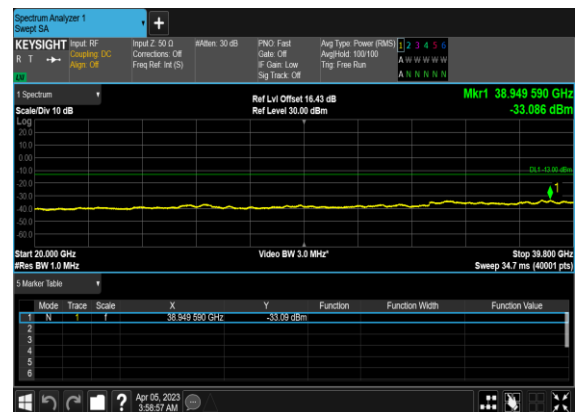 Spectrum Analyzer 1
Swept SA
KEYSIGHT
R T
LU
Input: RF
Coupling: DC
Align: Off
Input Z: 50 Ω
Corrections: Off
Freq Ref: Int (S)
#Atten: 30 dB
PNO: Fast
Gate: Off
IF Gain: Low
Sig Track: Off
Avg Type: Power (RMS)
Avg|Hold: 100/100
Trig: Free Run
1 2 3 4 5 6
A W W W W W
A N N N N N
1 Spectrum
Scale/Div 10 dB
Ref Lvl Offset 16.43 dB
Ref Level 30.00 dBm
Mkr1 38.949 590 GHz
-33.086 dBm
Log
20.0
10.0
0.00
-10.0
-20.0
-30.0
-40.0
-50.0
-60.0
DL1 -13.00 dBm
1
Start 20.000 GHz
#Res BW 1.0 MHz
Video BW 3.0 MHz*
Stop 39.800 GHz
Sweep 34.7 ms (40001 pts)
5 Marker Table
Mode Trace Scale X Y Function Function Width Function Value
1 N 1 f 38.949 590 GHz -33.09 dBm
2
3
4
5
6
? Apr 05, 2023
3:58:57 AM